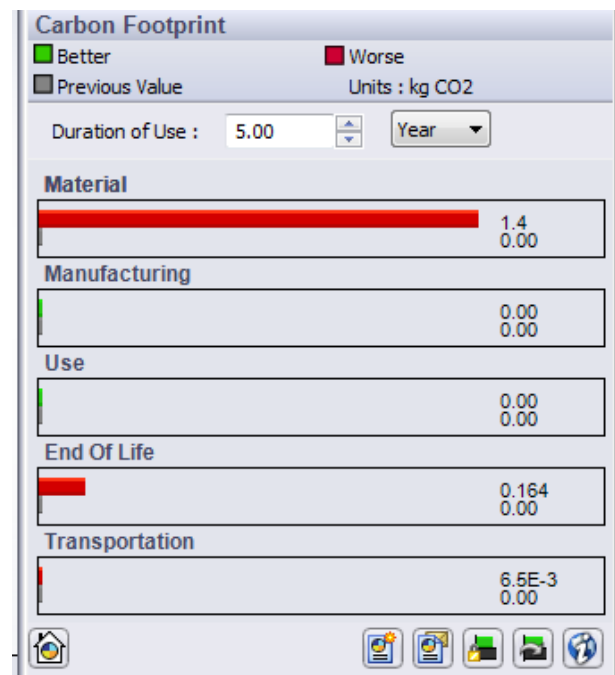 Carbon Footprint
Better Worse
Previous Value Units : kg CO2
Duration of Use : 5.00 Year
Material
1.4
0.00
Manufacturing
0.00
0.00
Use
0.00
0.00
End Of Life
0.164
0.00
Transportation
6.5E-3
0.00